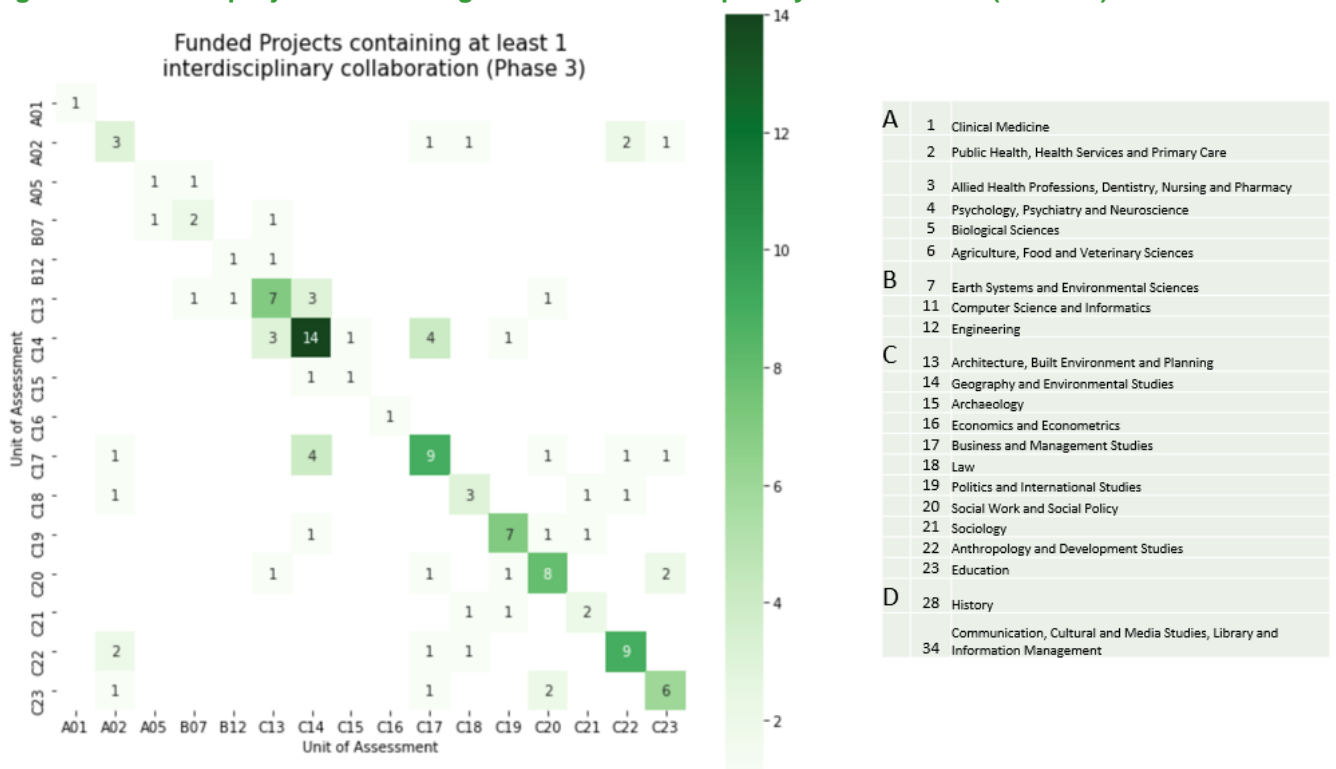 Funded Projects containing at least 1
interdisciplinary collaboration (Phase 3)
Unit of Assessment
A01 1
A02 3 1 1 2 1
A05 1 1
B07 1 2 1
B12 1 1
C13 1 1 7 3 1
C14 3 14 1 4 1
C15 1 1
C16 1
C17 1 4 9 1 1 1
C18 1 3 1 1
C19 1 7 1 1
C20 1 1 1 8 2
C21 1 1 2
C22 2 1 1 9
C23 1 1 2 6
A01 A02 A05 B07 B12 C13 C14 C15 C16 C17 C18 C19 C20 C21 C22 C23
Unit of Assessment
14
12
10
8
6
4
2
A 1 Clinical Medicine
2 Public Health, Health Services and Primary Care
3 Allied Health Professions, Dentistry, Nursing and Pharmacy
4 Psychology, Psychiatry and Neuroscience
5 Biological Sciences
6 Agriculture, Food and Veterinary Sciences
B 7 Earth Systems and Environmental Sciences
11 Computer Science and Informatics
12 Engineering
C 13 Architecture, Built Environment and Planning
14 Geography and Environmental Studies
15 Archaeology
16 Economics and Econometrics
17 Business and Management Studies
18 Law
19 Politics and International Studies
20 Social Work and Social Policy
21 Sociology
22 Anthropology and Development Studies
23 Education
D 28 History
34 Communication, Cultural and Media Studies, Library and
Information Management